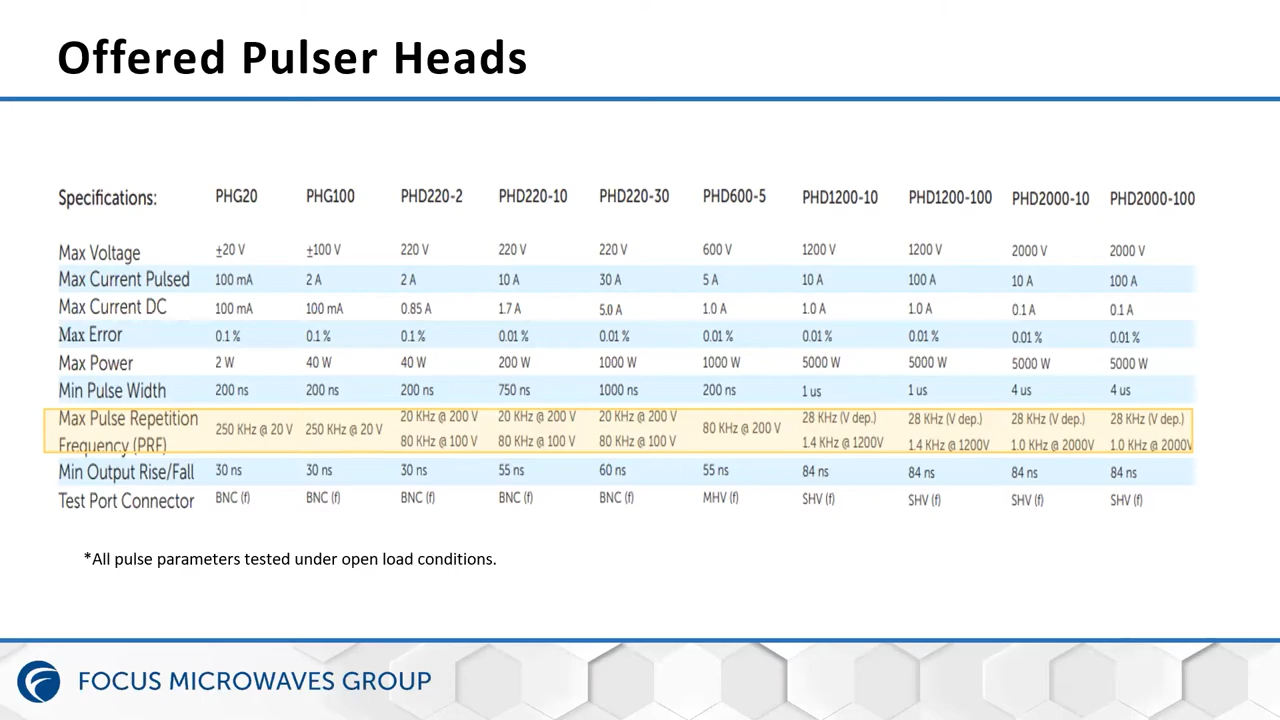 Offered Pulser Heads
Specifications: PHG20 PHG100 PHD220-2 PHD220-10 PHD220-30 PHD600-5 PHD1200-10 PHD1200-100 PHD2000-10 PHD2000-100
Max Voltage ±20 V ±100 V 220 V 220 V 220 V 600 V 1200 V 1200 V 2000 V 2000 V
Max Current Pulsed 100 mA 2 A 2 A 10 A 30 A 5 A 10 A 100 A 10 A 100 A
Max Current DC 100 mA 100 mA 0.85 A 1.7 A 5.0 A 1.0 A 1.0 A 1.0 A 0.1 A 0.1 A
Max Error 0.1 % 0.1 % 0.1 % 0.01 % 0.01 % 0.01 % 0.01 % 0.01 % 0.01 % 0.01 %
Max Power 2 W 40 W 40 W 200 W 1000 W 1000 W 5000 W 5000 W 5000 W 5000 W
Min Pulse Width 200 ns 200 ns 200 ns 750 ns 1000 ns 200 ns 1 us 1 us 4 us 4 us
Max Pulse Repetition 20 KHz @ 200 V 20 KHz @ 200 V 20 KHz @ 200 V 28 KHz (V dep.) 28 KHz (V dep.) 28 KHz (V dep.) 28 KHz (V dep.)
250 KHz @ 20 V 250 KHz @ 20 V 80 KHz @ 200 V
Frequency (PRF) 80 KHz @ 100 V 80 KHz @ 100 V 80 KHz @ 100 V 1.4 KHz @ 1200V 1.4 KHz @ 1200V 1.0 KHz @ 2000V 1.0 KHz @ 2000V
Min Output Rise/Fall 30 ns 30 ns 30 ns 55 ns 60 ns 55 ns 84 ns 84 ns 84 ns 84 ns
Test Port Connector BNC (f) BNC (f) BNC (f) BNC (f) BNC (f) MHV (f) SHV (f) SHV (f) SHV (f) SHV (f)
*All pulse parameters tested under open load conditions.
FOCUS MICROWAVES GROUP